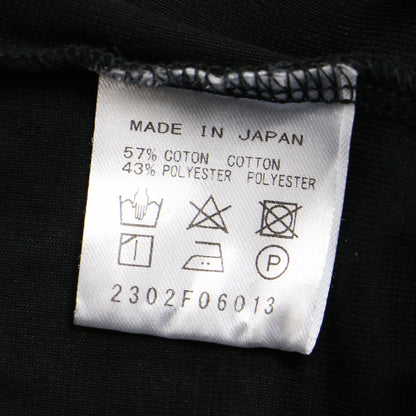 MADE IN JAPAN
57% COTON COTTON
43% POLYESTER POLYESTER
P
2302F06013